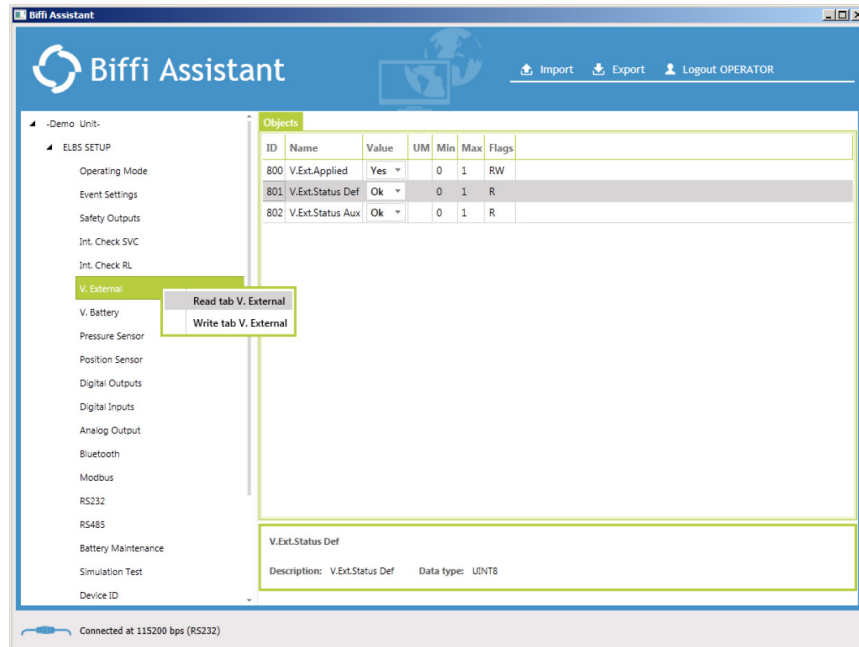 Biffi Assistant
Biffi Assistant
Import Export Logout OPERATOR
-Demo Unit-
ELBS SETUP
Operating Mode
Event Settings
Safety Outputs
Int. Check SVC
Int. Check RL
V. External
V. Battery
Pressure Sensor
Position Sensor
Digital Outputs
Digital Inputs
Analog Output
Bluetooth
Modbus
RS232
RS485
Battery Maintenance
Simulation Test
Device ID
Read tab V. External
Write tab V. External
Objects
ID Name Value UM Min Max Flags
800 V.Ext.Applied Yes 0 1 RW
801 V.Ext.Status Def Ok 0 1 R
802 V.Ext.Status Aux Ok 0 1 R
V.Ext.Status Def
Description: V.Ext.Status Def Data type: UINT8
Connected at 115200 bps (RS232)